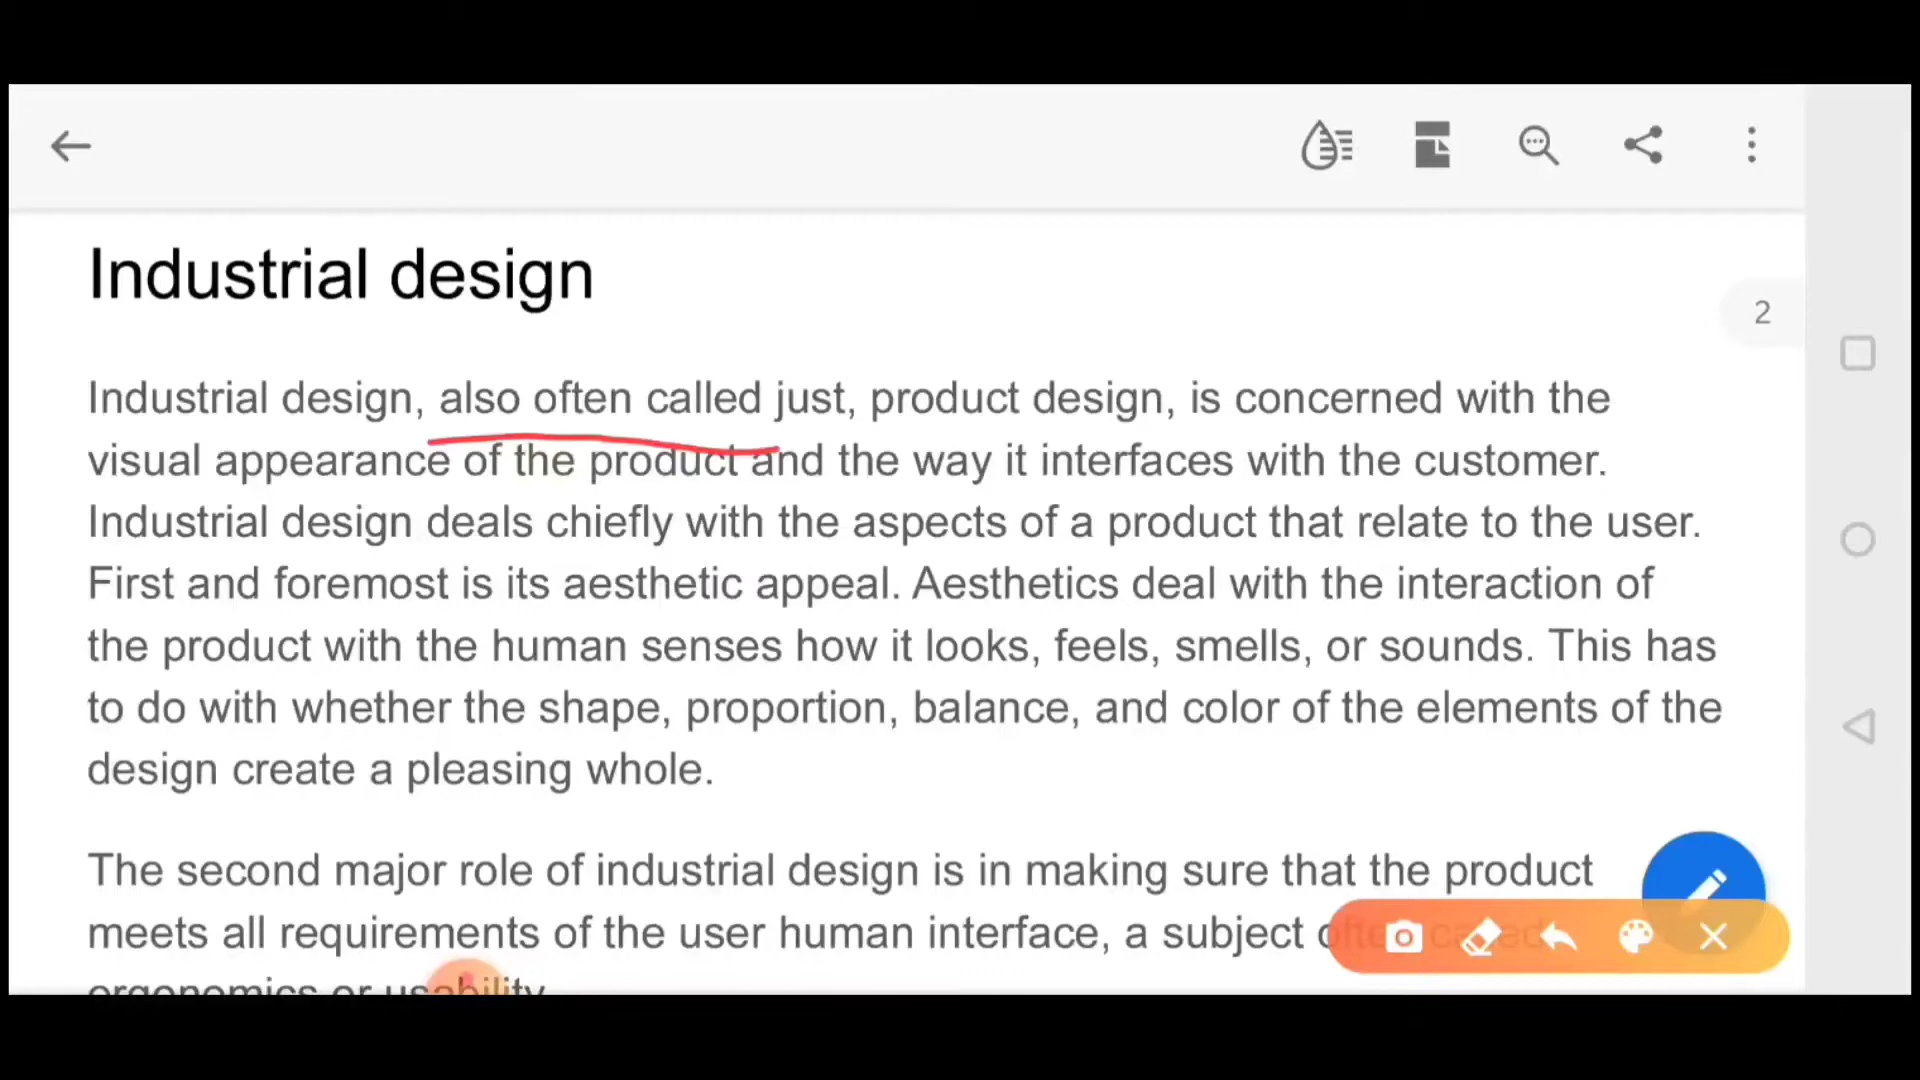 Industrial design
2
Industrial design, also often called just, product design, is concerned with the
visual appearance of the product and the way it interfaces with the customer.
Industrial design deals chiefly with the aspects of a product that relate to the user.
First and foremost is its aesthetic appeal. Aesthetics deal with the interaction of
the product with the human senses how it looks, feels, smells, or sounds. This has
to do with whether the shape, proportion, balance, and color of the elements of the
design create a pleasing whole.
The second major role of industrial design is in making sure that the product
meets all requirements of the user human interface, a subject often called
ergonomics or usability.